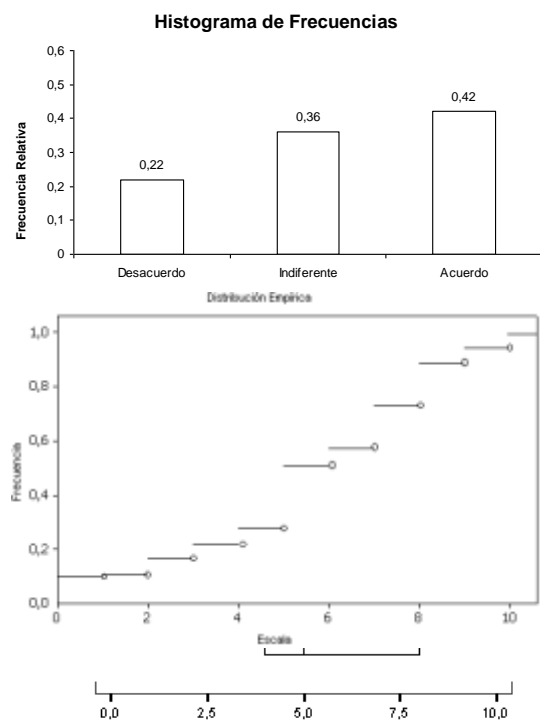 Histograma de Frecuencias
Frecuencia Relativa
0,6
0,5
0,4
0,3
0,2
0,1
0
0,22
0,36
0,42
Desacuerdo Indiferente Acuerdo
Distribución Empírica
Frecuencia
1,0
0,8
0,6
0,4
0,2
0,0
0 2 4 6 8 10
Escala
0,0 2,5 5,0 7,5 10,0